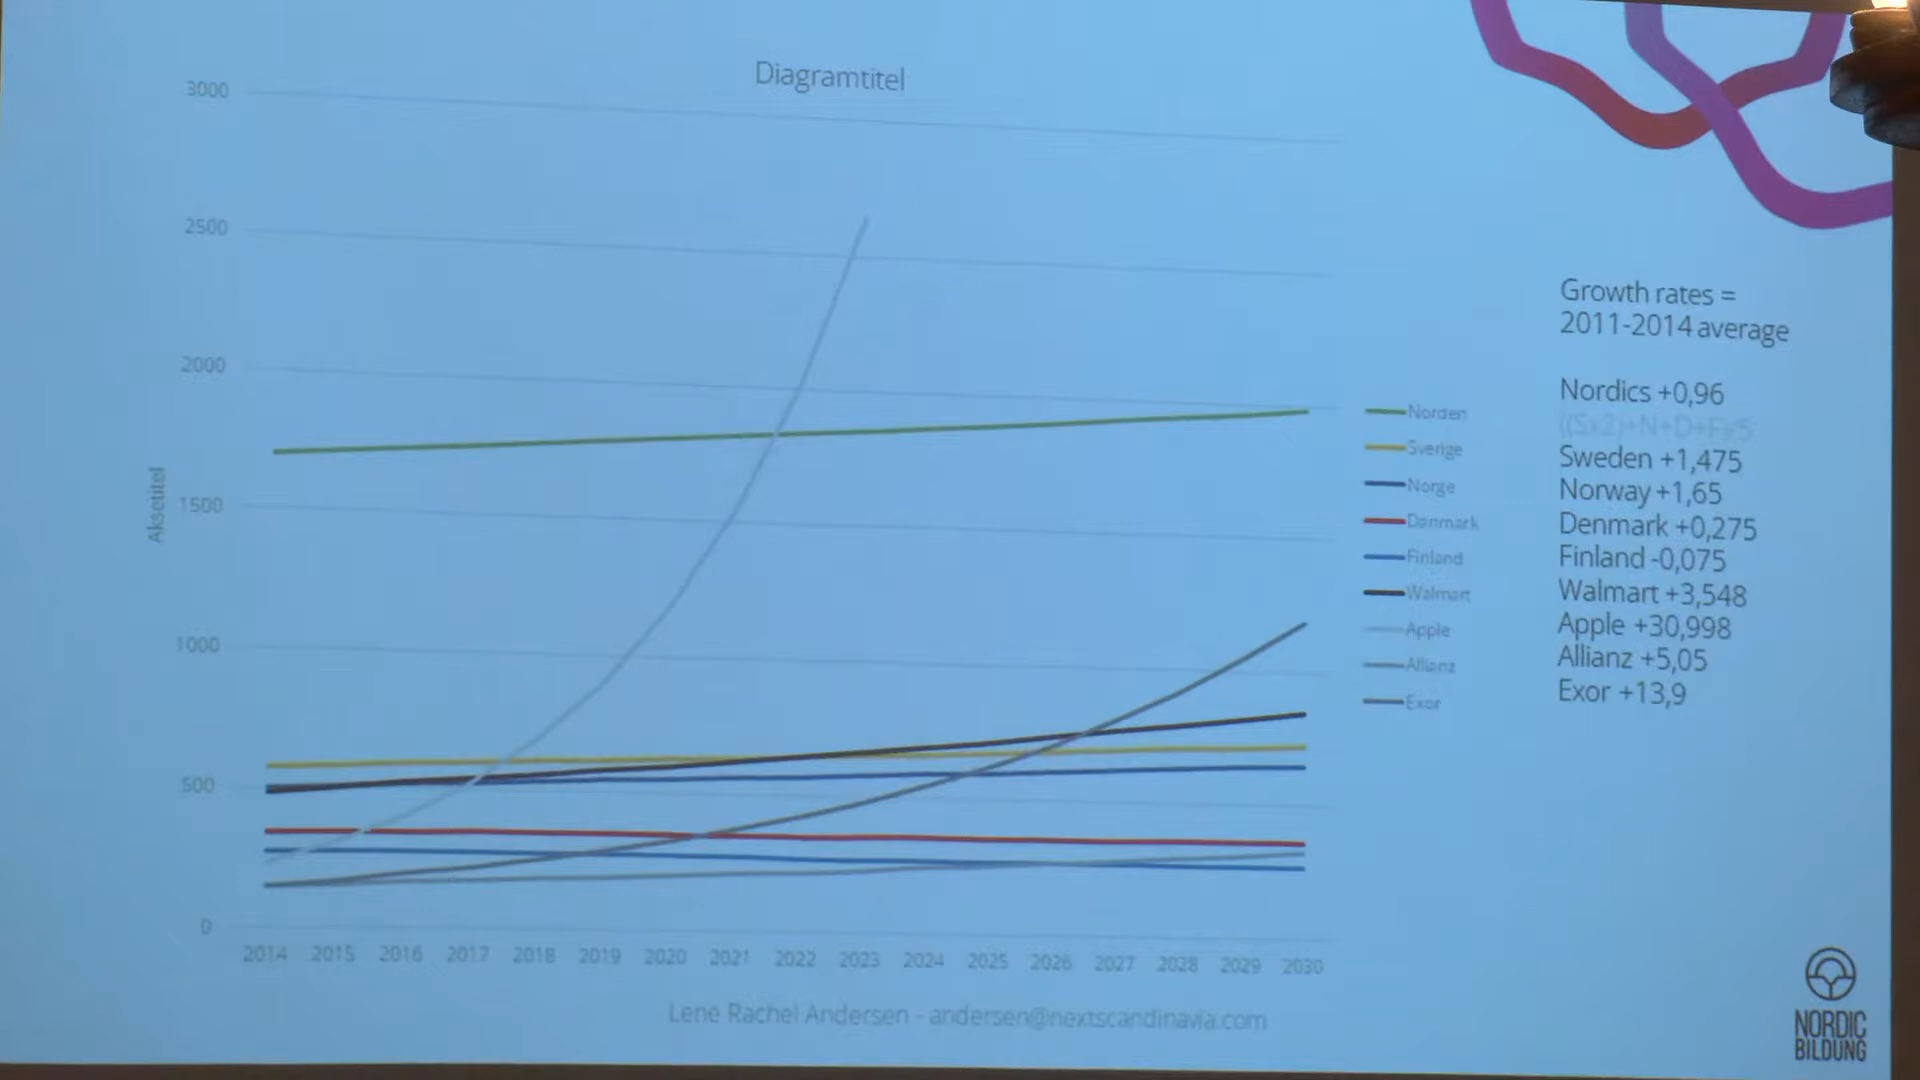 Diagramtitel
3000
2500
2000
1500
1000
500
0
Aksetitel
2014 2015 2016 2017 2018 2019 2020 2021 2022 2023 2024 2025 2026 2027 2028 2029 2030
Norden
Sverige
Norge
Danmark
Finland
Walmart
Apple
Allianz
Exor
Growth rates =
2011-2014 average
Nordics +0,96
((Sx2)+N+D+F)/5
Sweden +1,475
Norway +1,65
Denmark +0,275
Finland -0,075
Walmart +3,548
Apple +30,998
Allianz +5,05
Exor +13,9
Lene Rachel Andersen - andersen@nextscandinavia.com
NORDIC
BILDUNG